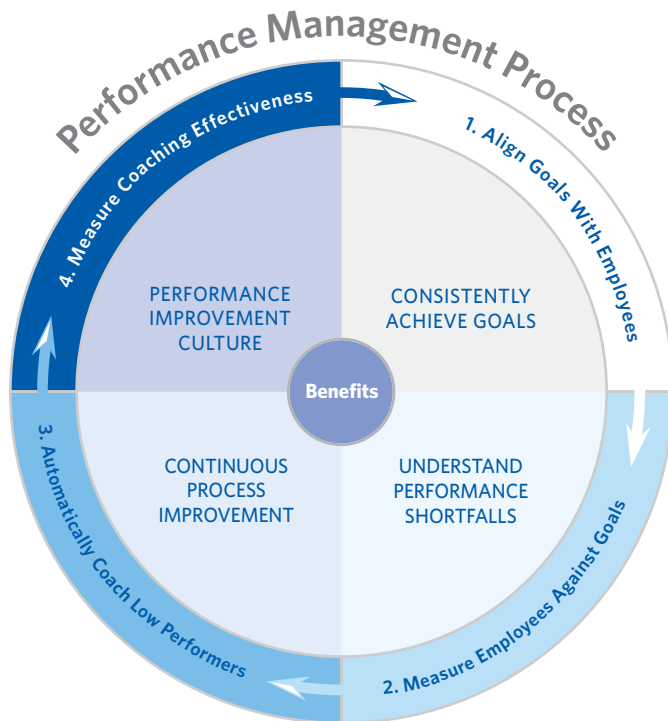 Performance Management Process
1. Align Goals With Employees
2. Measure Employees Against Goals
3. Automatically Coach Low Performers
4. Measure Coaching Effectiveness
PERFORMANCE
IMPROVEMENT
CULTURE
CONSISTENTLY
ACHIEVE GOALS
Benefits
CONTINUOUS
PROCESS
IMPROVEMENT
UNDERSTAND
PERFORMANCE
SHORTFALLS